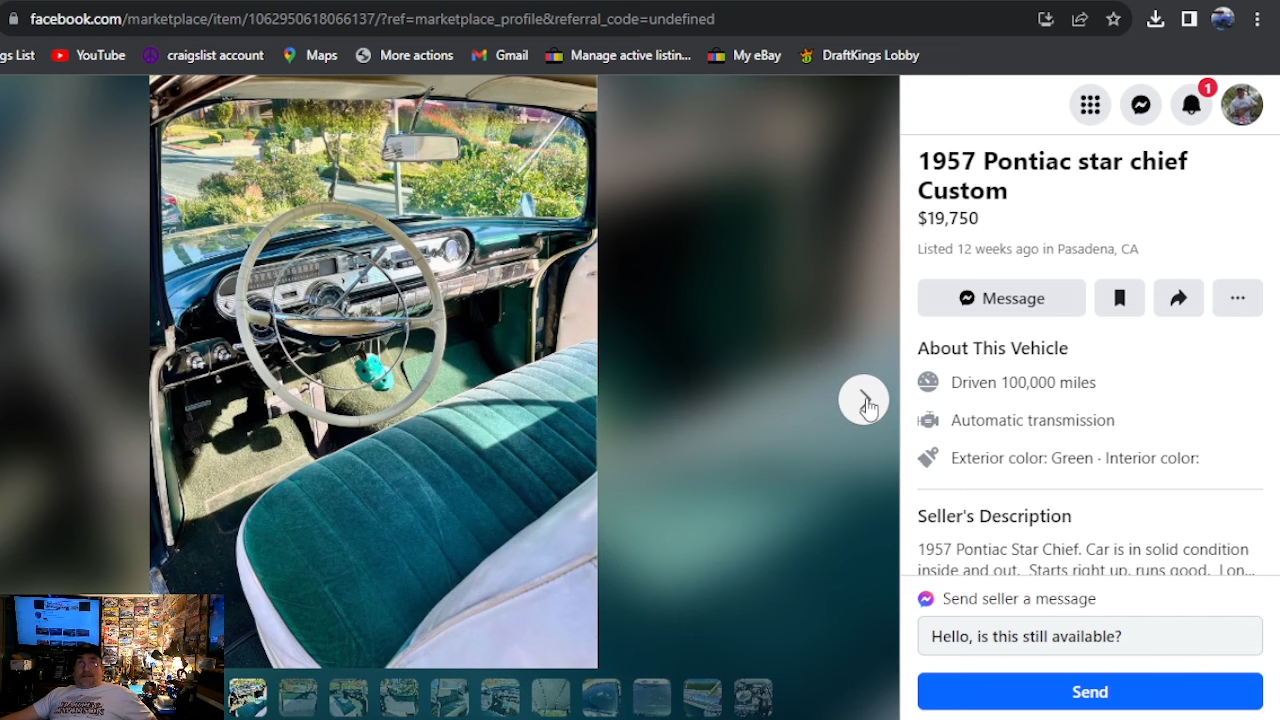 facebook.com/marketplace/item/1062950618066137/?ref=marketplace_profile&referral_code=undefined
gs List YouTube craigslist account Maps More actions Gmail Manage active listin... My eBay DraftKings Lobby
1
1957 Pontiac star chief
Custom
$19,750
Listed 12 weeks ago in Pasadena, CA
Message
About This Vehicle
Driven 100,000 miles
Automatic transmission
Exterior color: Green · Interior color:
Seller's Description
1957 Pontiac Star Chief. Car is in solid condition
inside and out. Starts right up, runs good. Lon...
Send seller a message
Hello, is this still available?
Send